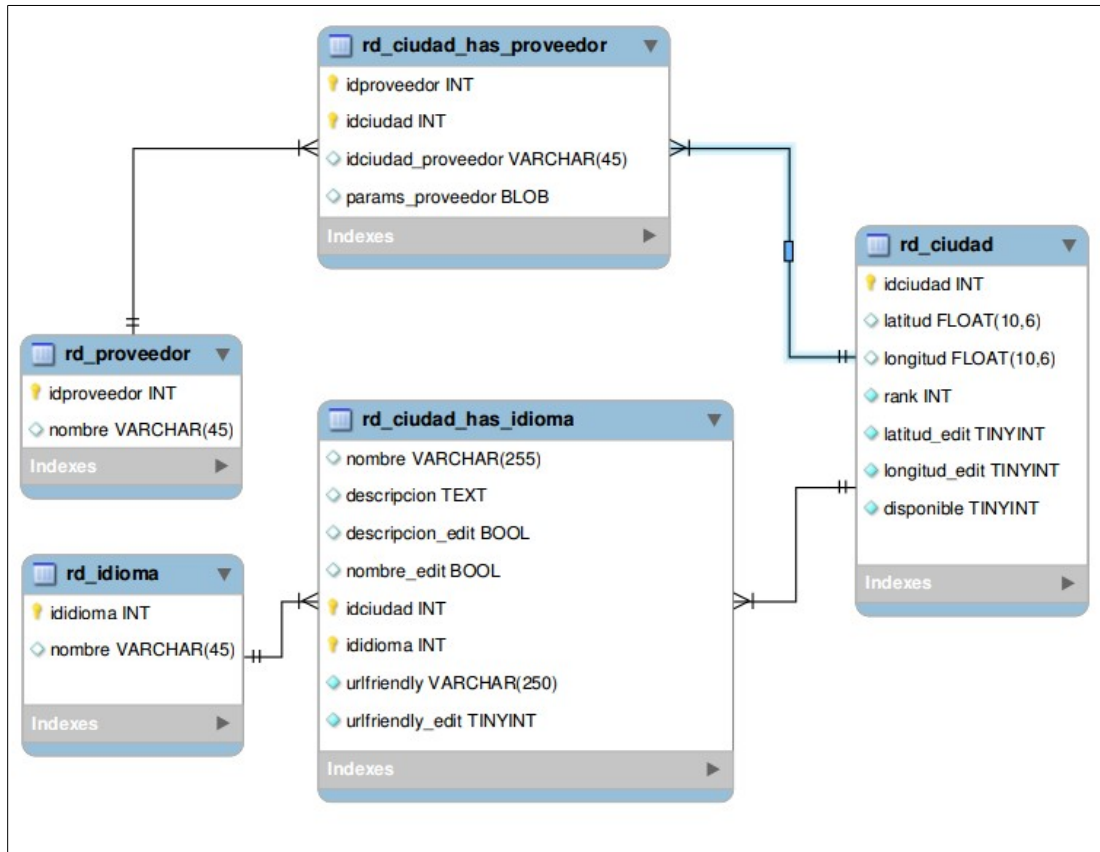 rd_ciudad_has_proveedor
idproveedor INT
idciudad INT
idciudad_proveedor VARCHAR(45)
params_proveedor BLOB
Indexes
rd_ciudad
idciudad INT
latitud FLOAT(10,6)
longitud FLOAT(10,6)
rank INT
latitud_edit TINYINT
longitud_edit TINYINT
disponible TINYINT
Indexes
rd_proveedor
idproveedor INT
nombre VARCHAR(45)
Indexes
rd_ciudad_has_idioma
nombre VARCHAR(255)
descripcion TEXT
descripcion_edit BOOL
nombre_edit BOOL
idciudad INT
ididioma INT
urlfriendly VARCHAR(250)
urlfriendly_edit TINYINT
Indexes
rd_idioma
ididioma INT
nombre VARCHAR(45)
Indexes